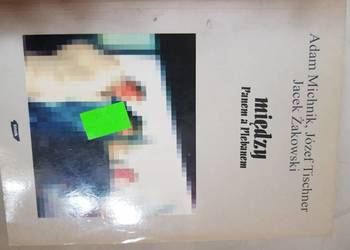 Adam Michnik, Józef Tischner
Jacek Żakowski
między
Panem a Plebanem